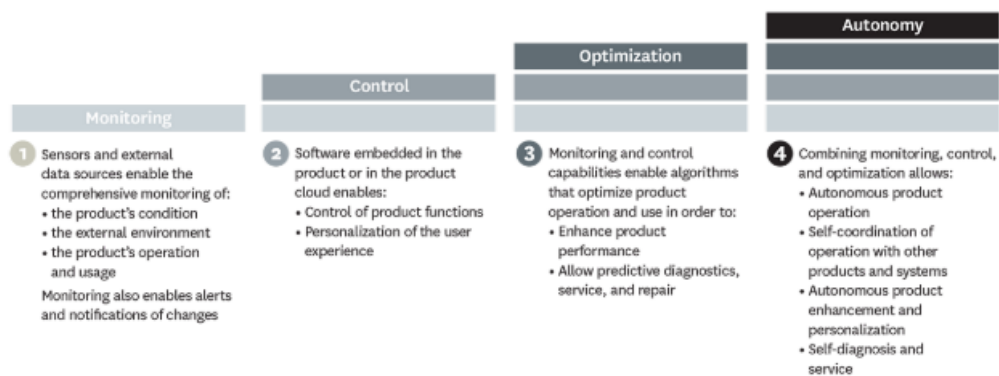 Autonomy
Optimization
Control
Monitoring
1 Sensors and external
data sources enable the
comprehensive monitoring of:
• the product's condition
• the external environment
• the product's operation
and usage
Monitoring also enables alerts
and notifications of changes
2 Software embedded in the
product or in the product
cloud enables:
• Control of product functions
• Personalization of the user
experience
3 Monitoring and control
capabilities enable algorithms
that optimize product
operation and use in order to:
• Enhance product
performance
• Allow predictive diagnostics,
service, and repair
4 Combining monitoring, control,
and optimization allows:
• Autonomous product
operation
• Self-coordination of
operation with other
products and systems
• Autonomous product
enhancement and
personalization
• Self-diagnosis and
service